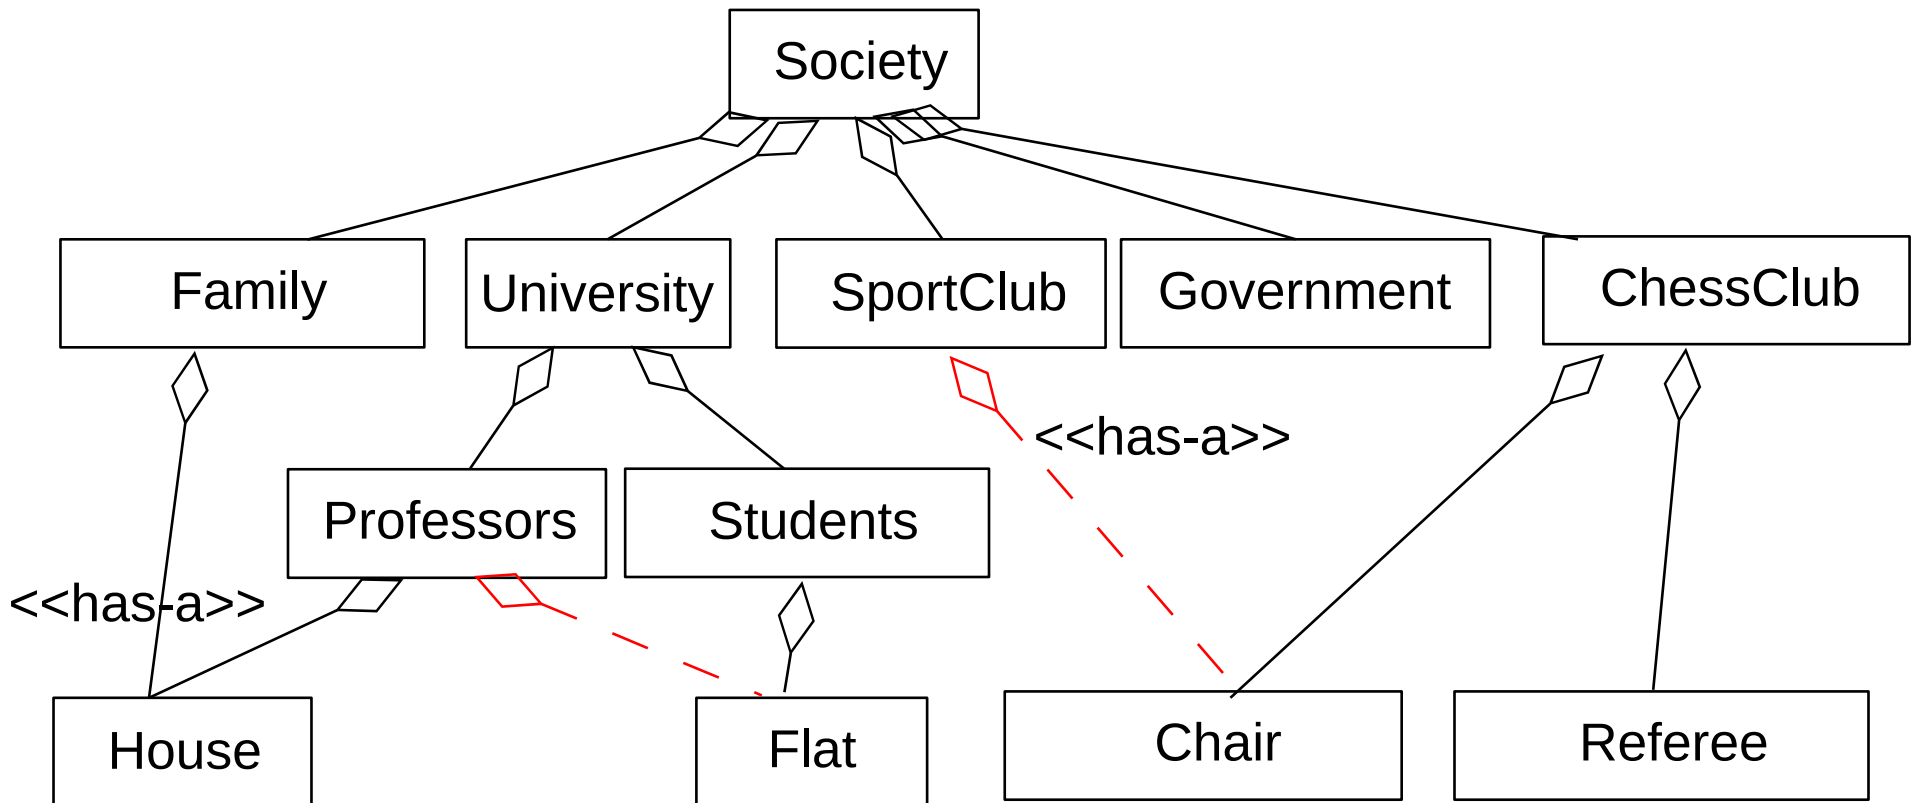 Society
Family
University
SportClub
Government
ChessClub
<<has-a>>
Professors
Students
<<has-a>>
House
Flat
Chair
Referee